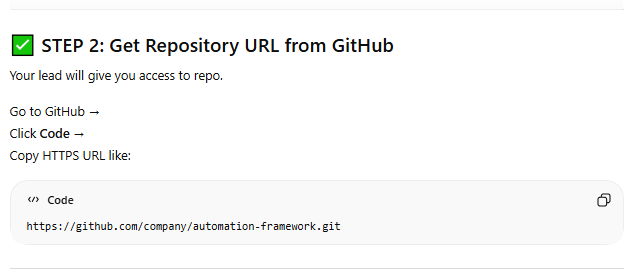 ✅ STEP 2: Get Repository URL from GitHub
Your lead will give you access to repo.
Go to GitHub →
Click Code →
Copy HTTPS URL like:
</> Code
https://github.com/company/automation-framework.git